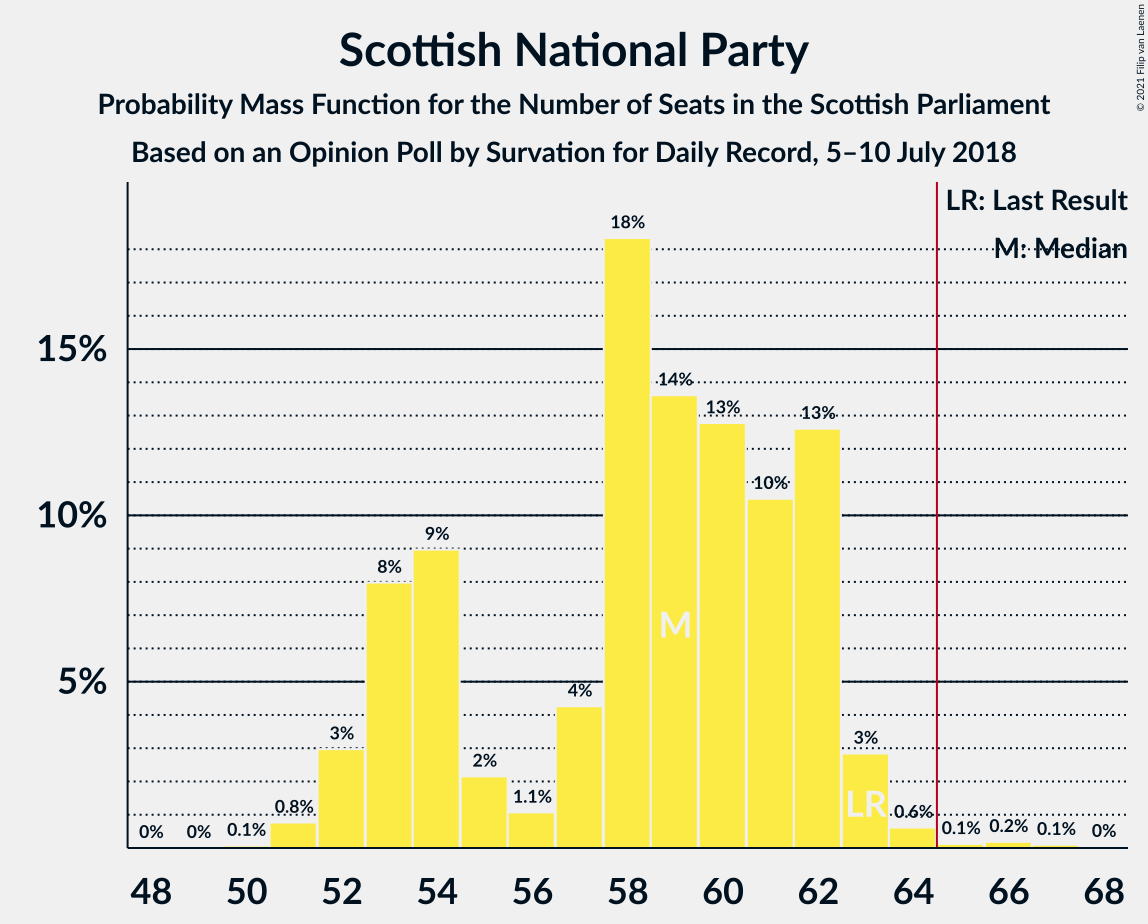 Scottish National Party
Probability Mass Function for the Number of Seats in the Scottish Parliament
Based on an Opinion Poll by Survation for Daily Record, 5–10 July 2018
© 2021 Filip van Laenen
LR: Last Result
M: Median
15%
10%
5%
0%
0%
0.1%
0.8%
3%
8%
9%
2%
1.1%
4%
18%
14%
13%
10%
13%
3%
0.6%
0.1%
0.2%
0.1%
0%
M
LR
48 50 52 54 56 58 60 62 64 66 68